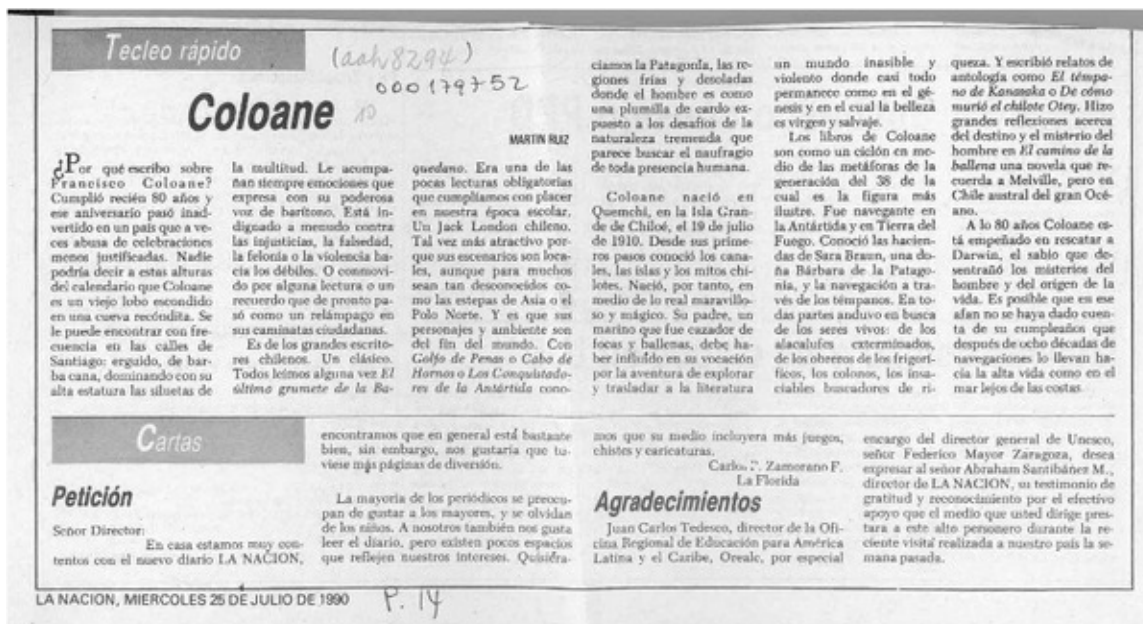 Tecleo rápido
(aah8294)
000179752
Coloane
MARTIN RUIZ
¿Por qué escribo sobre
Francisco Coloane?
Cumplió recién 80 años y
ese aniversario pasó inad-
vertido en un país que a ve-
ces abusa de celebraciones
menos justificadas. Nadie
podría decir a estas alturas
del calendario que Coloane
es un viejo lobo escondido
en una cueva recóndita. Se
le puede encontrar con fre-
cuencia en las calles de
Santiago: erguido, de bar-
ba cana, dominando con su
alta estatura las siluetas de
la multitud. Le acompa-
ñan siempre emociones que
expresa con su poderosa
voz de barítono. Está in-
dignado a menudo contra
las injusticias, la falsedad,
la felonía o la violencia ha-
cia los débiles. O conmovi-
do por alguna lectura o un
recuerdo que de pronto pa-
só como un relámpago en
sus caminatas ciudadanas.
Es de los grandes escrito-
res chilenos. Un clásico.
Todos leímos alguna vez El
último grumete de la Ba-
quedano. Era una de las
pocas lecturas obligatorias
que cumplíamos con placer
en nuestra época escolar.
Un Jack London chileno.
Tal vez más atractivo por-
que sus escenarios son loca-
les, aunque para muchos
sean tan desconocidos co-
mo las estepas de Asia o el
Polo Norte. Y es que sus
personajes y ambiente son
del fin del mundo. Con
Golfo de Penas o Cabo de
Hornos o Los Conquistado-
res de la Antártida cono-
ciamos la Patagonia, las re-
giones frías y desoladas
donde el hombre es como
una plumilla de cardo ex-
puesto a los desafíos de la
naturaleza tremenda que
parece buscar el naufragio
de toda presencia humana.
Coloane nació en
Quemchi, en la Isla Gran-
de de Chiloé, el 19 de julio
de 1910. Desde sus prime-
ros pasos conoció los cana-
les, las islas y los mitos chi-
lotes. Nació, por tanto, en
medio de lo real maravillo-
so y mágico. Su padre, un
marino que fue cazador de
focas y ballenas, debe ha-
ber influido en su vocación
por la aventura de explorar
y trasladar a la literatura
un mundo inasible y
violento donde casi todo
permanece como en el gé-
nesis y en el cual la belleza
es virgen y salvaje.
Los libros de Coloane
son como un ciclón en me-
dio de las metáforas de la
generación del 38 de la
cual es la figura más
ilustre. Fue navegante en
la Antártida y en Tierra del
Fuego. Conoció las hacien-
das de Sara Braun, una do-
ña Bárbara de la Patago-
nia, y la navegación a tra-
vés de los témpanos. En to-
das partes anduvo en busca
de los seres vivos: de los
alacalufes exterminados,
de los obreros de los frigorí-
ficos, los colonos, los insa-
ciables buscadores de ri-
queza. Y escribió relatos de
antología como El témpa-
no de Kanasaka o De cómo
murió el chilote Otey. Hizo
grandes reflexiones acerca
del destino y el misterio del
hombre en El camino de la
ballena una novela que re-
cuerda a Melville, pero en
Chile austral del gran Océ-
ano.
A lo 80 años Coloane es-
tá empeñado en rescatar a
Darwin, el sabio que de-
sentrañó los misterios del
hombre y del origen de la
vida. Es posible que en ese
afan no se haya dado cuen-
ta de su cumpleaños que
después de ocho décadas de
navegaciones lo llevan ha-
cia la alta vida como en el
mar lejos de las costas.
Cartas
Petición
Señor Director:
En casa estamos muy con-
tentos con el nuevo diario LA NACION,
encontramos que en general está bastante
bien, sin embargo, nos gustaría que tu-
viese más páginas de diversión.
La mayoría de los periódicos se preocu-
pan de gustar a los mayores, y se olvidan
de los niños. A nosotros también nos gusta
leer el diario, pero existen pocos espacios
que reflejen nuestros intereses. Quisiéra-
mos que su medio incluyera más juegos,
chistes y caricaturas.
Carlos P. Zamorano F.
La Florida
Agradecimientos
Juan Carlos Tedesco, director de la Ofi-
cina Regional de Educación para América
Latina y el Caribe, Orealc, por especial
encargo del director general de Unesco,
señor Federico Mayor Zaragoza, desea
expresar al señor Abraham Santibáñez M.,
director de LA NACION, su testimonio de
gratitud y reconocimiento por el efectivo
apoyo que el medio que usted dirige pres-
tara a este alto personero durante la re-
ciente visita realizada a nuestro país la se-
mana pasada.
LA NACION, MIERCOLES 25 DE JULIO DE 1990
P. 14